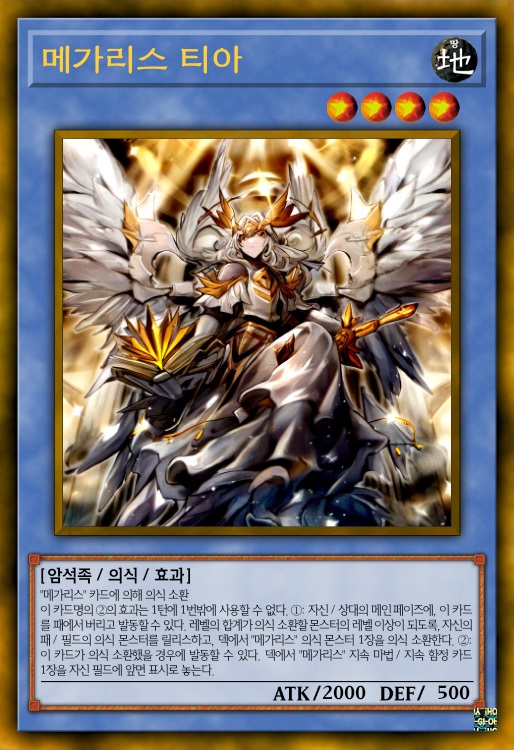 메가리스 티아
땅
地
[암석족 / 의식 / 효과]
"메가리스" 카드에 의해 의식 소환
이 카드명의 ②의 효과는 1턴에 1번밖에 사용할 수 없다. ①: 자신 / 상대의 메인 페이즈에, 이 카드
를 패에서 버리고 발동할 수 있다. 레벨의 합계가 의식 소환할 몬스터의 레벨 이상이 되도록, 자신의
패 / 필드의 의식 몬스터를 릴리스하고, 덱에서 "메가리스" 의식 몬스터 1장을 의식 소환한다. ②:
이 카드가 의식 소환했을 경우에 발동할 수 있다. 덱에서 "메가리스" 지속 마법 / 지속 함정 카드
1장을 자신 필드에 앞면 표시로 놓는다.
ATK/2000 DEF/ 500